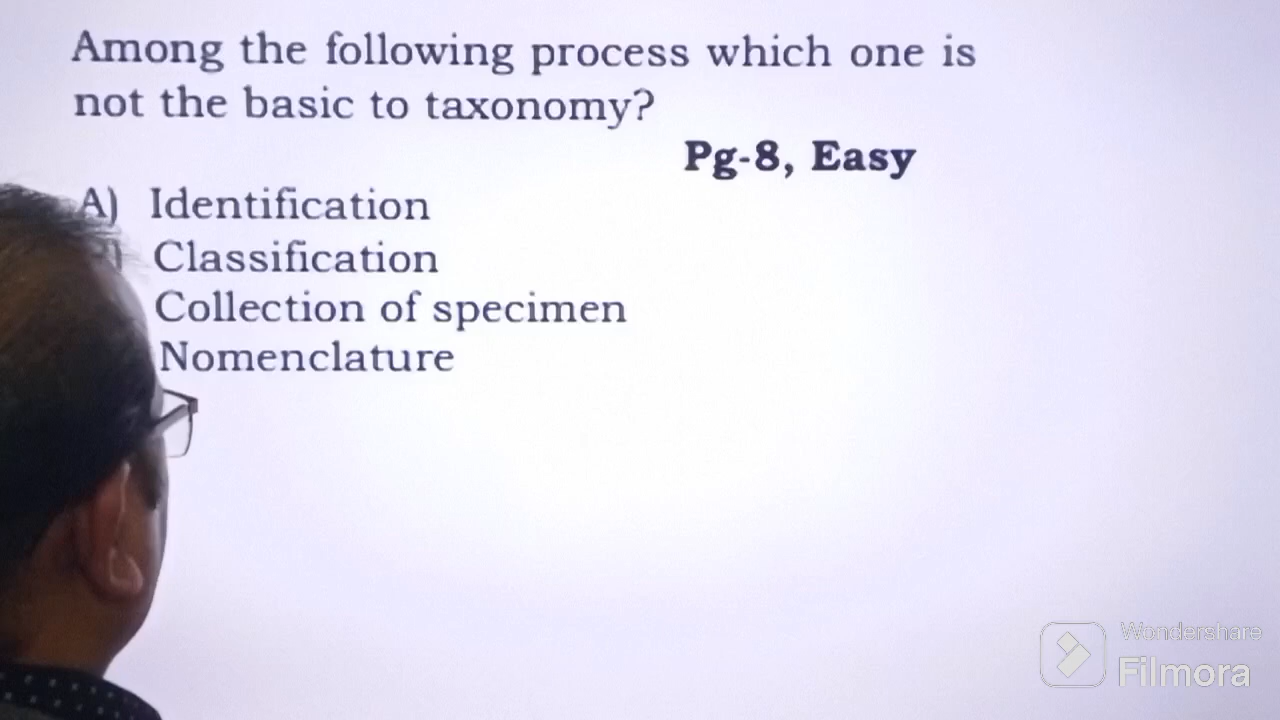 Among the following process which one is
not the basic to taxonomy?
Pg-8, Easy
A) Identification
Classification
Collection of specimen
Nomenclature
Wondershare
Filmora